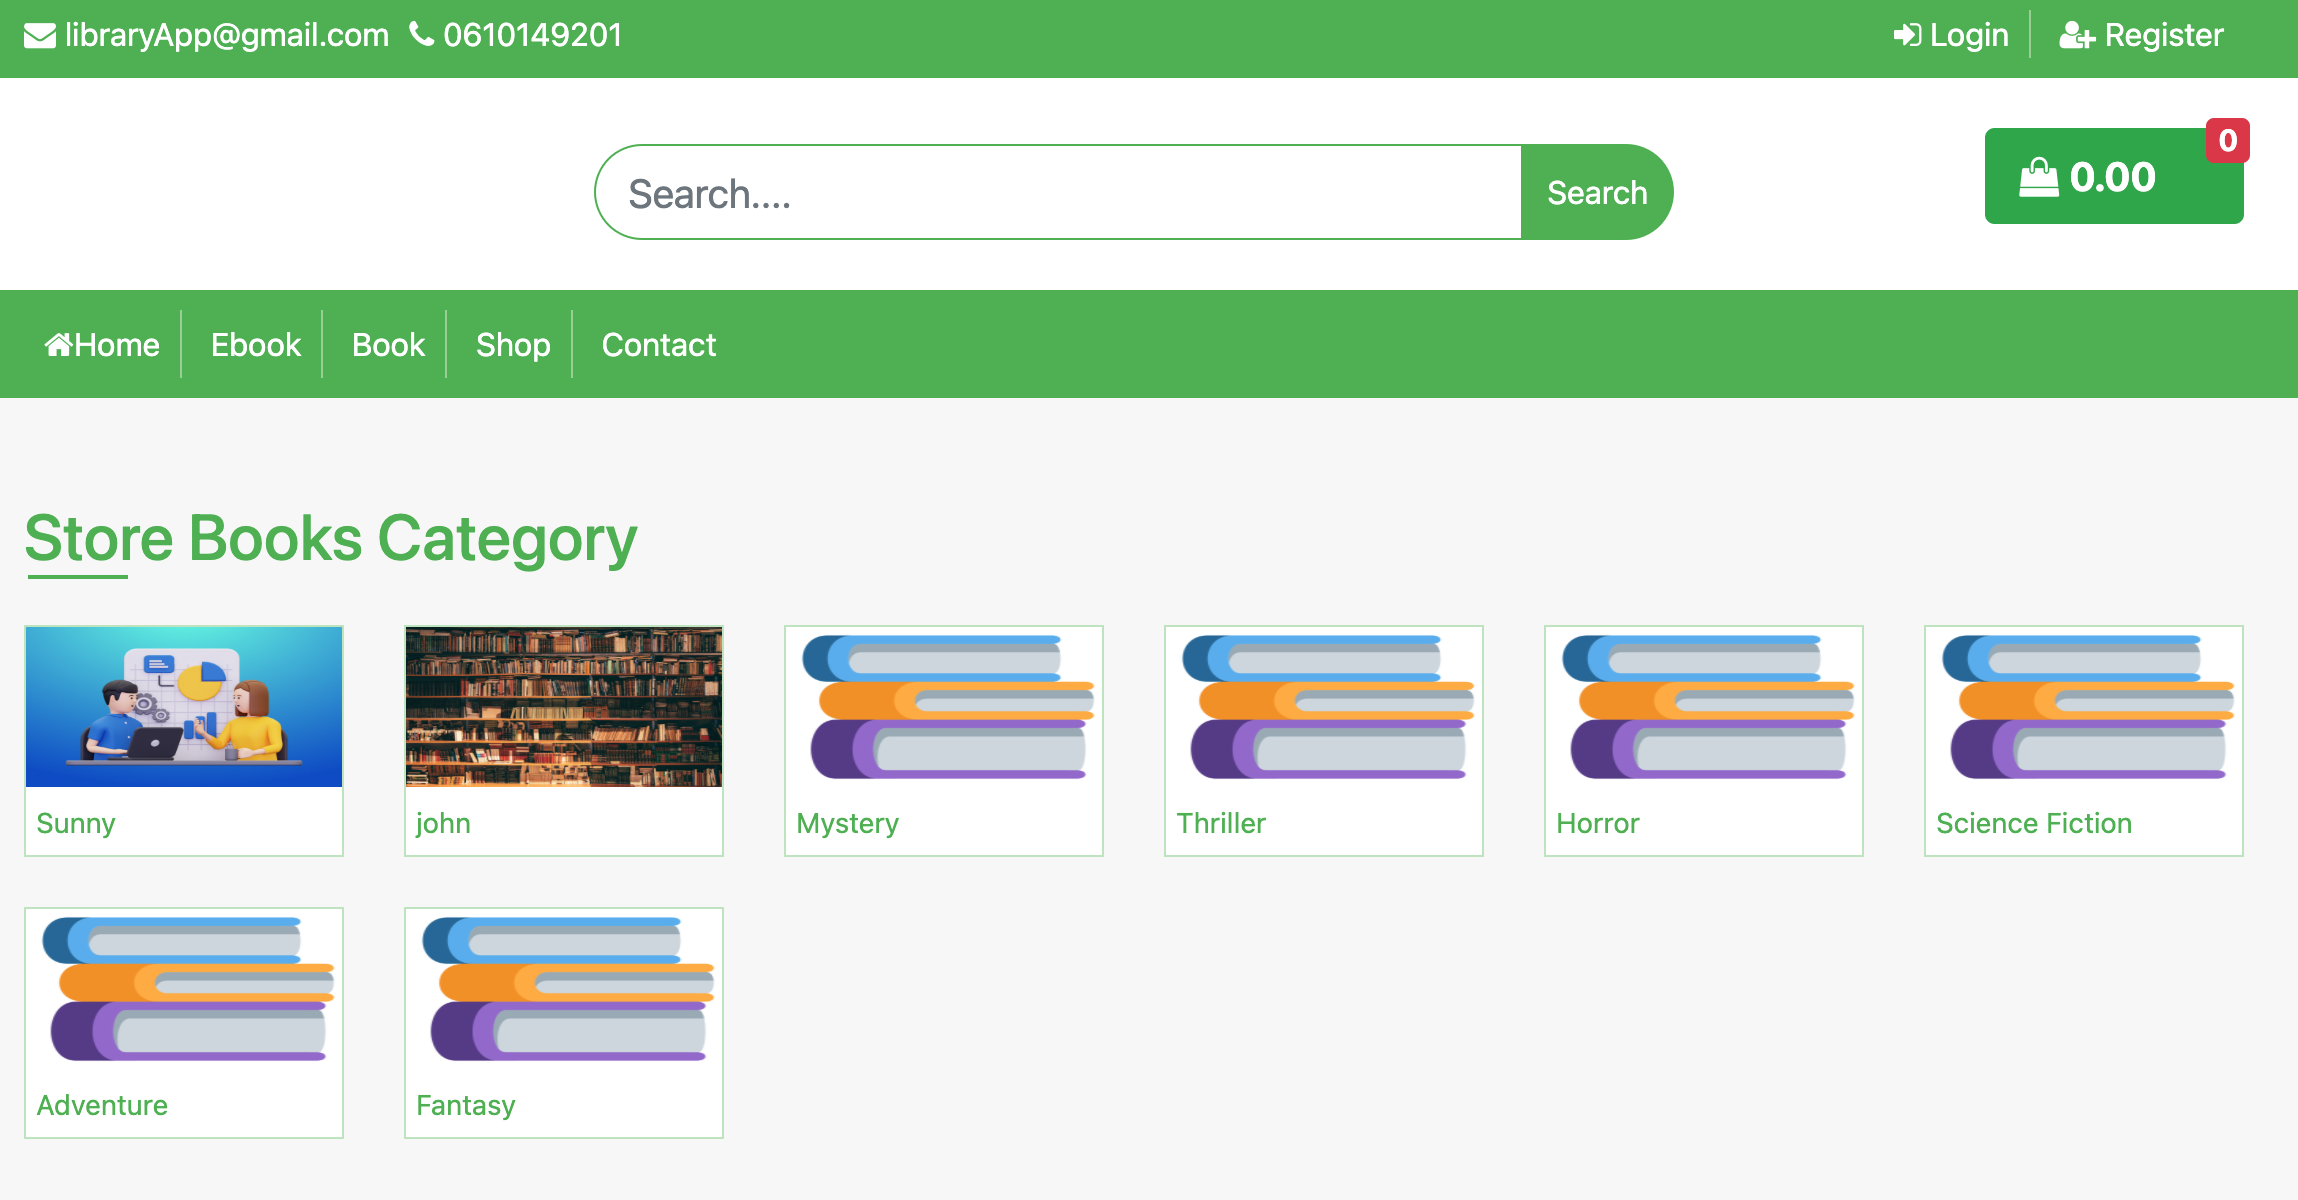 libraryApp@gmail.com 0610149201 Login Register
Search.... Search 0.00 0
Home Ebook Book Shop Contact
Store Books Category
Sunny john Mystery Thriller Horror Science Fiction
Adventure Fantasy